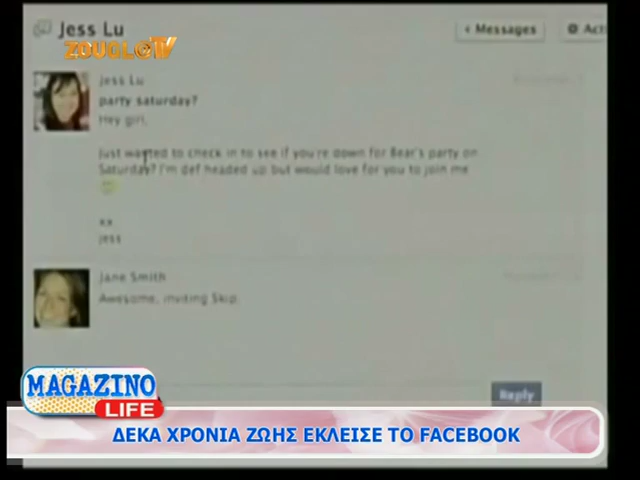 Jess Lu
Messages
ZOUGL@TV
Jess Lu
party saturday?
Hey girl,
Just wanted to check in to see if you're down for Bear's party on
Saturday? I'm def headed up but would love for you to join me
xx
jess
Jane Smith
Awesome, inviting Skip.
Reply
MAGAZINO
LIFE
ΔΕΚΑ ΧΡΟΝΙΑ ΖΩΗΣ ΕΚΛΕΙΣΕ ΤΟ FACEBOOK